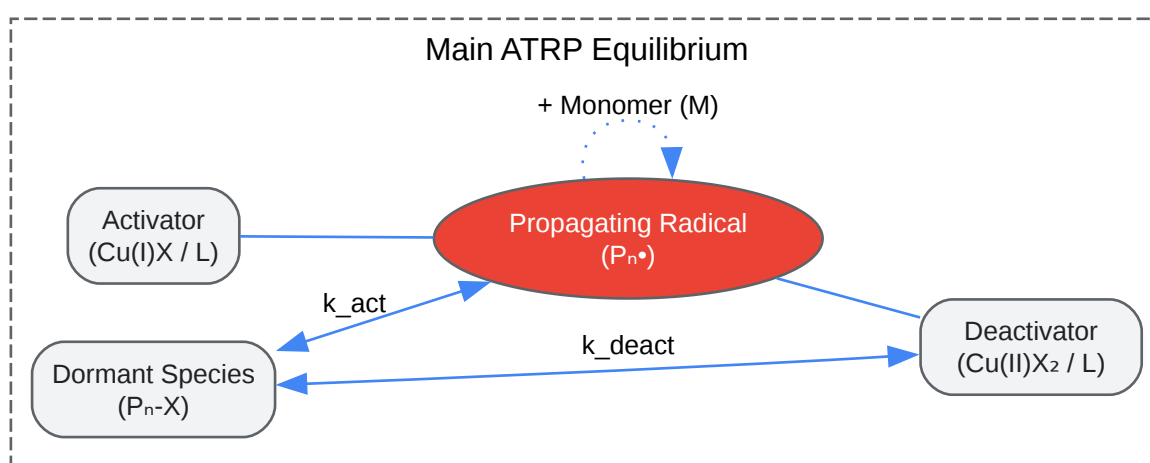 Main ATRP Equilibrium
+ Monomer (M)
Propagating Radical
(Pₙ•)
Activator
(Cu(I)X / L)
k_act
k_deact
Deactivator
(Cu(II)X₂ / L)
Dormant Species
(Pₙ-X)